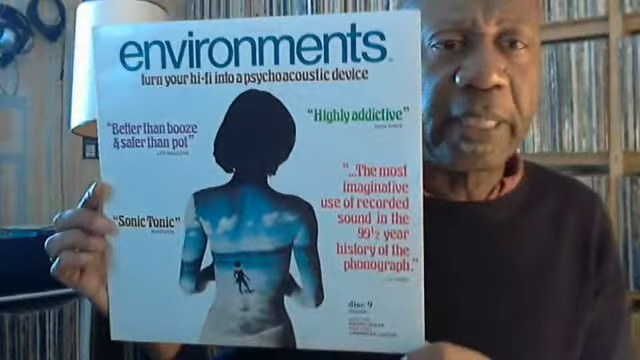 environments
turn your hi-fi into a psychoacoustic device
"Better than booze
& safer than pot"
"Highly addictive"
"Sonic Tonic"
"...The most
imaginative
use of recorded
sound in the
99½ year
history of the
phonograph."
disc 9